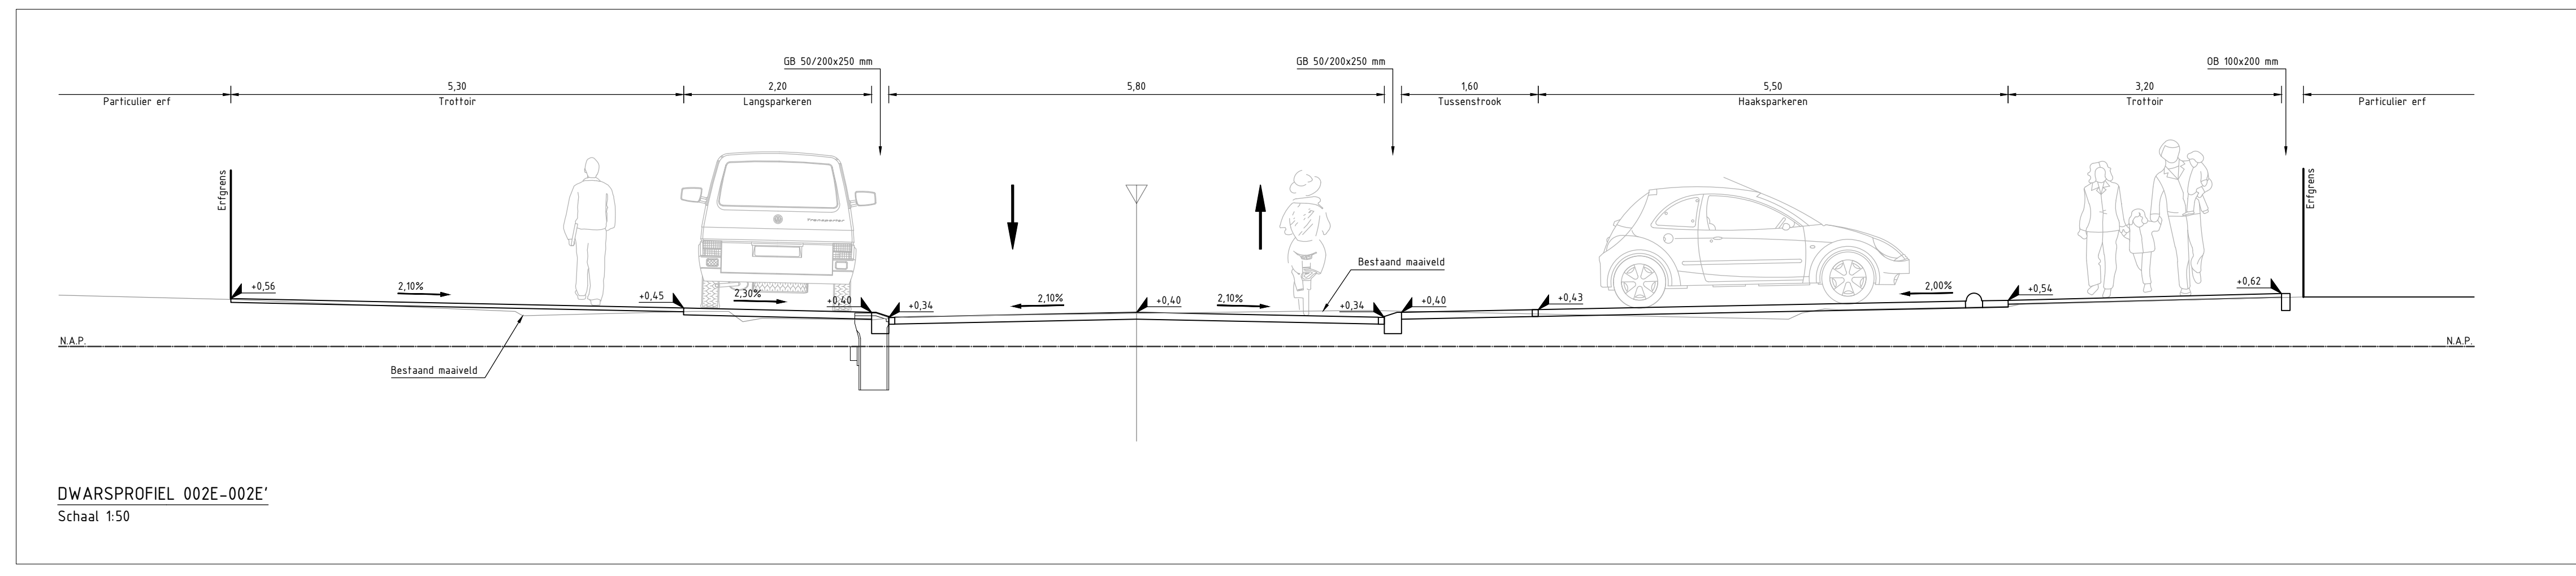 GB 50/200x250 mm
GB 50/200x250 mm
OB 100x200 mm
5,30
2,20
5,80
1,60
5,50
3,20
Particulier erf
Trottoir
Langsparkeren
Tussenstrook
Haaksparkeren
Trottoir
Particulier erf
Erfgrens
Erfgrens
Transporter
Bestaand maaiveld
+0,56
2,10%
+0,45
2,30%
+0,40
+0,34
2,10%
+0,40
2,10%
+0,34
+0,40
+0,43
2,00%
+0,54
+0,62
N.A.P.
N.A.P.
Bestaand maaiveld
DWARSPROFIEL 002E-002E'
Schaal 1:50